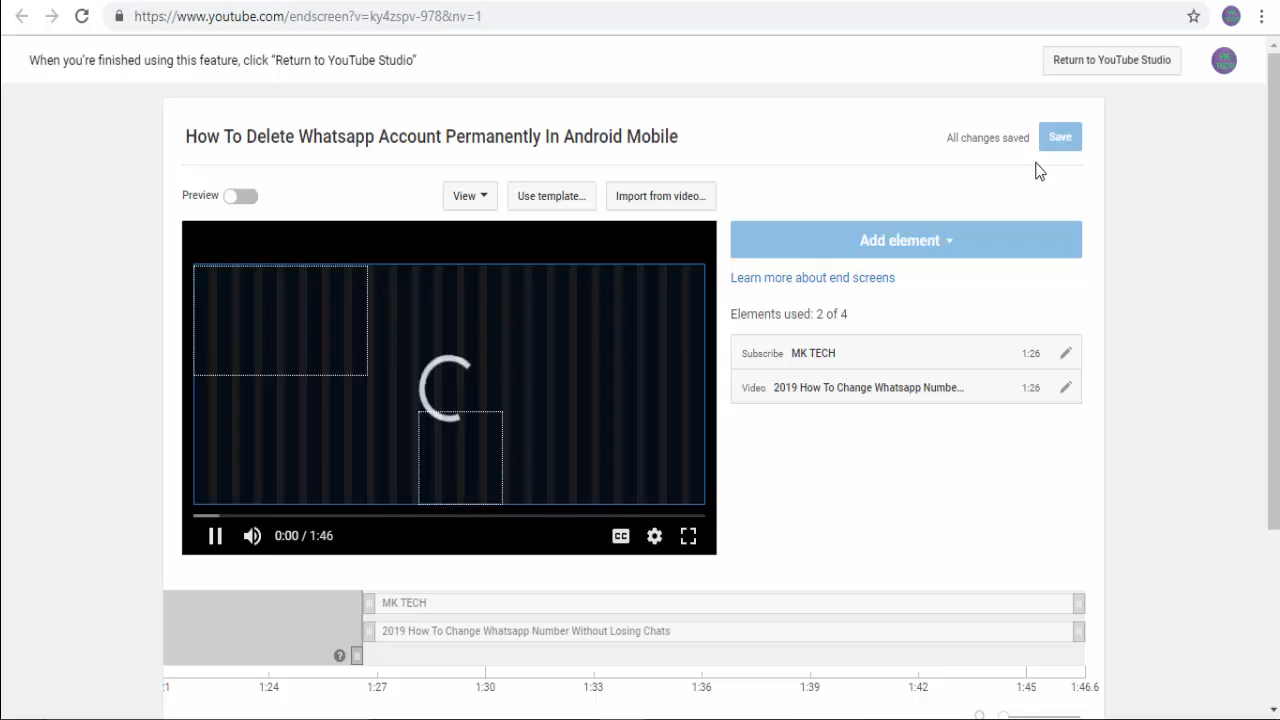 https://www.youtube.com/endscreen?v=ky4zspv-978&nv=1
When you're finished using this feature, click “Return to YouTube Studio”
Return to YouTube Studio
MK TECH
How To Delete Whatsapp Account Permanently In Android Mobile
All changes saved
Save
Preview
View
Use template...
Import from video...
Add element
Learn more about end screens
Elements used: 2 of 4
Subscribe MK TECH 1:26
Video 2019 How To Change Whatsapp Numbe... 1:26
0:00 / 1:46
CC
MK TECH
2019 How To Change Whatsapp Number Without Losing Chats
?
1:24 1:27 1:30 1:33 1:36 1:39 1:42 1:45 1:46.6